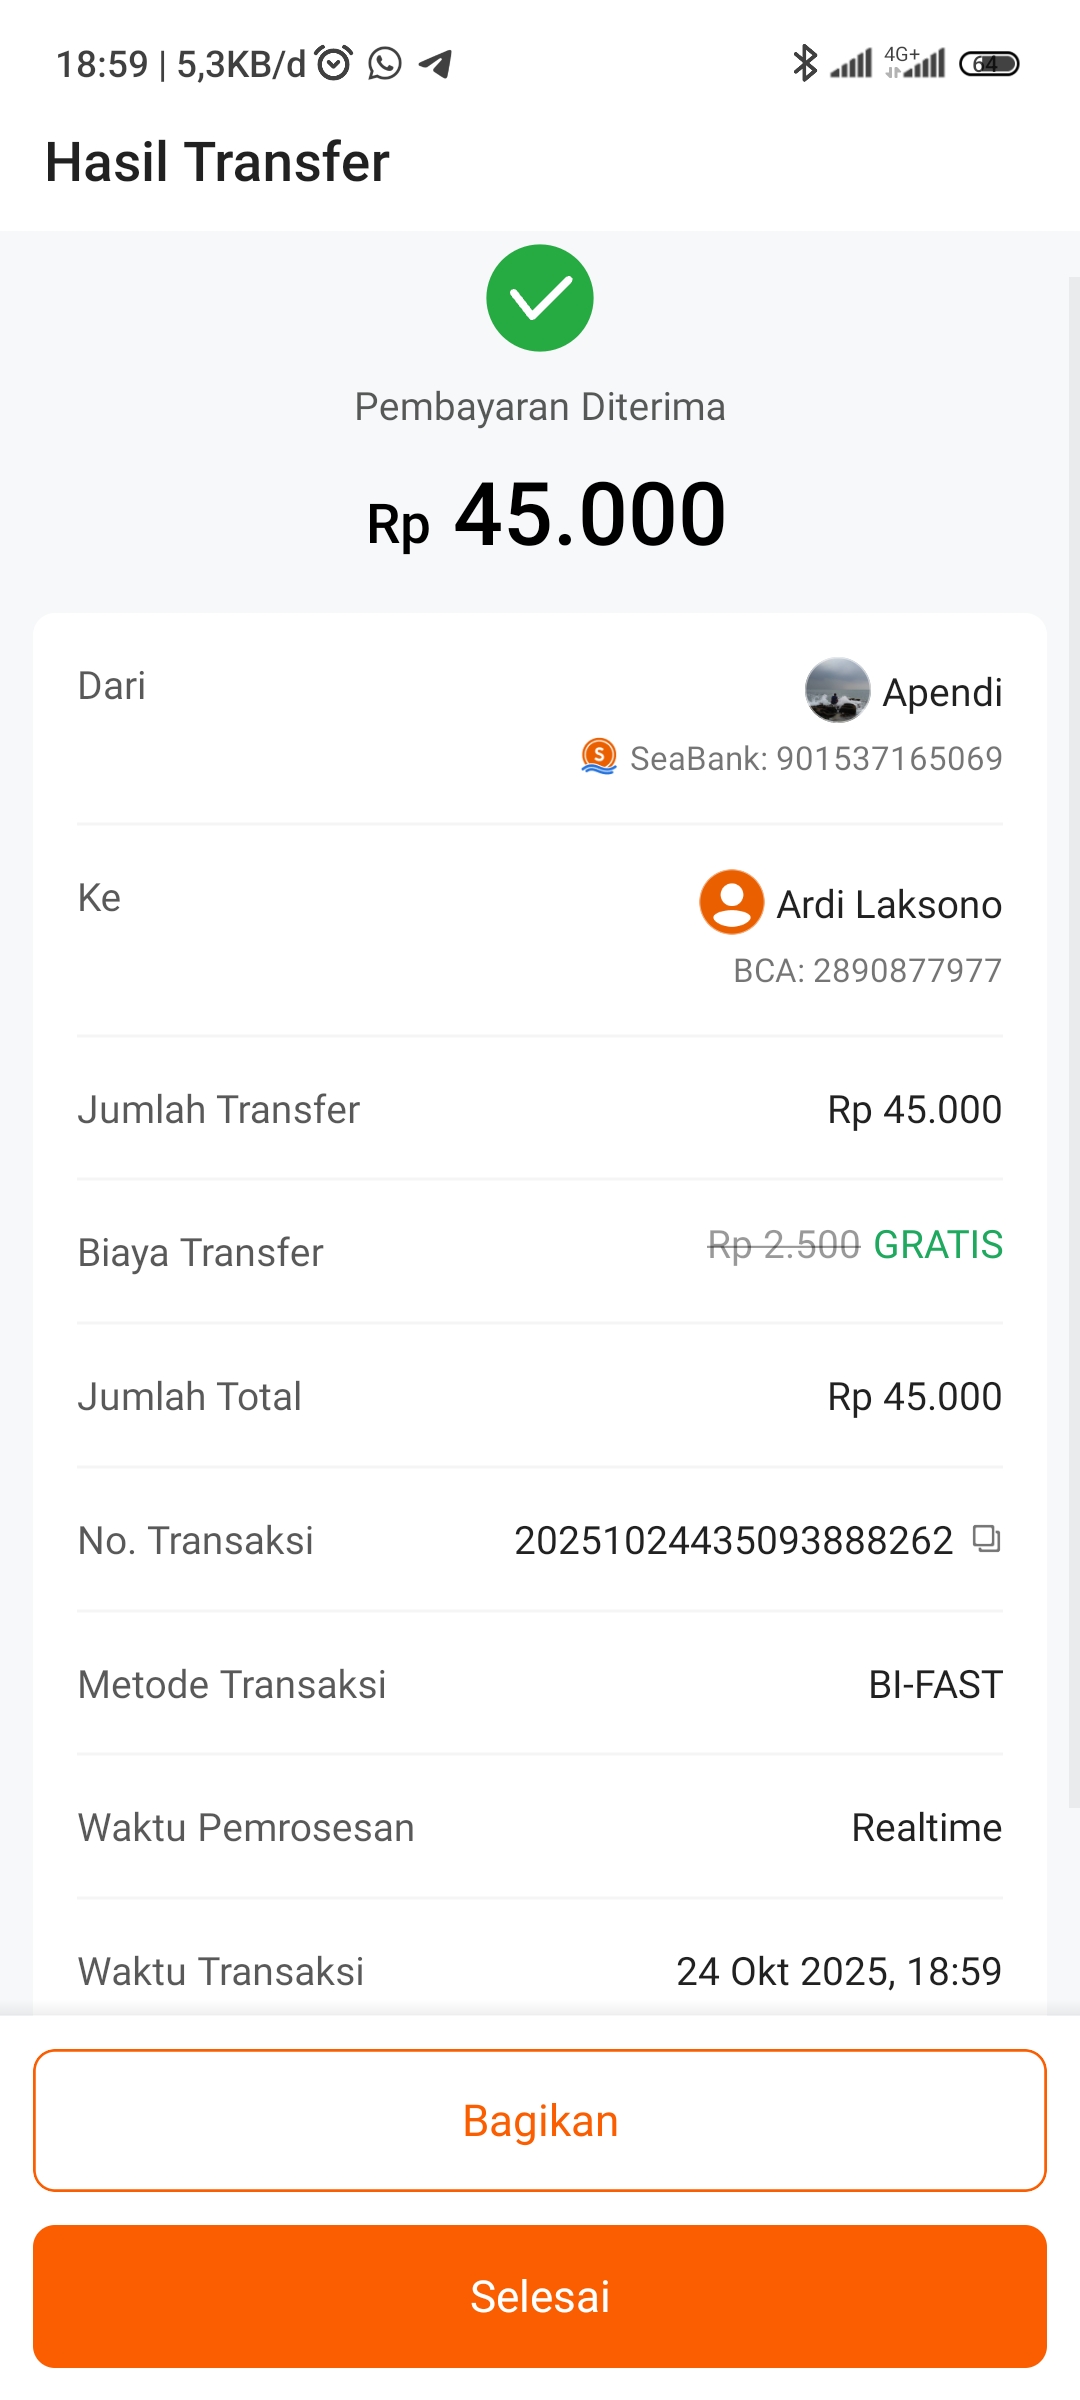 18:59 | 5,3KB/d 4G+ 64
Hasil Transfer
Pembayaran Diterima
Rp 45.000
Dari Apendi
S SeaBank: 901537165069
Ke Ardi Laksono
BCA: 2890877977
Jumlah Transfer Rp 45.000
Biaya Transfer Rp 2.500 GRATIS
Jumlah Total Rp 45.000
No. Transaksi 20251024435093888262
Metode Transaksi BI-FAST
Waktu Pemrosesan Realtime
Waktu Transaksi 24 Okt 2025, 18:59
Bagikan
Selesai